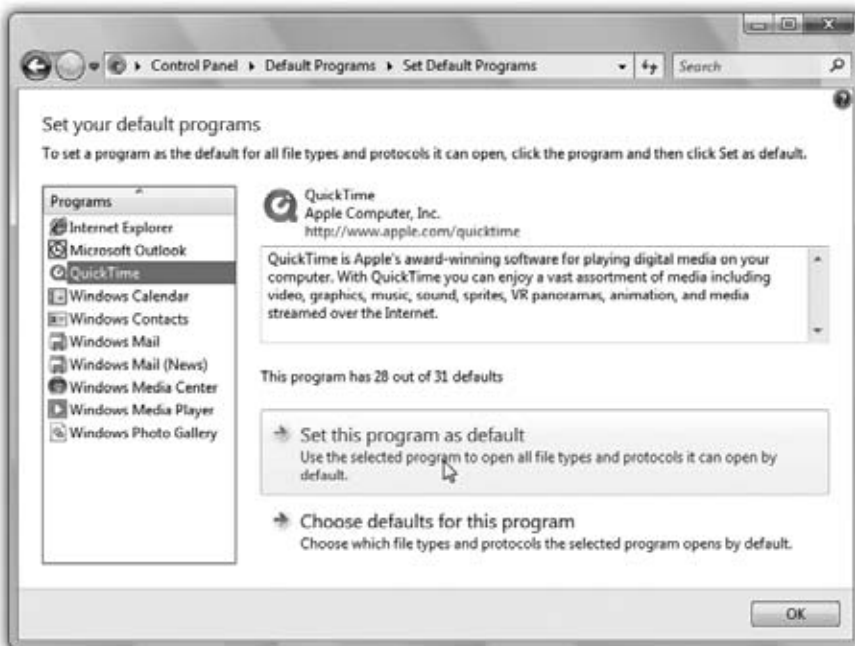 Control Panel ▸ Default Programs ▸ Set Default Programs
Search
Set your default programs
To set a program as the default for all file types and protocols it can open, click the program and then click Set as default.
Programs
Internet Explorer
Microsoft Outlook
QuickTime
Windows Calendar
Windows Contacts
Windows Mail
Windows Mail (News)
Windows Media Center
Windows Media Player
Windows Photo Gallery
QuickTime
Apple Computer, Inc.
http://www.apple.com/quicktime
QuickTime is Apple's award-winning software for playing digital media on your
computer. With QuickTime you can enjoy a vast assortment of media including
video, graphics, music, sound, sprites, VR panoramas, animation, and media
streamed over the Internet.
This program has 28 out of 31 defaults
Set this program as default
Use the selected program to open all file types and protocols it can open by
default.
Choose defaults for this program
Choose which file types and protocols the selected program opens by default.
OK